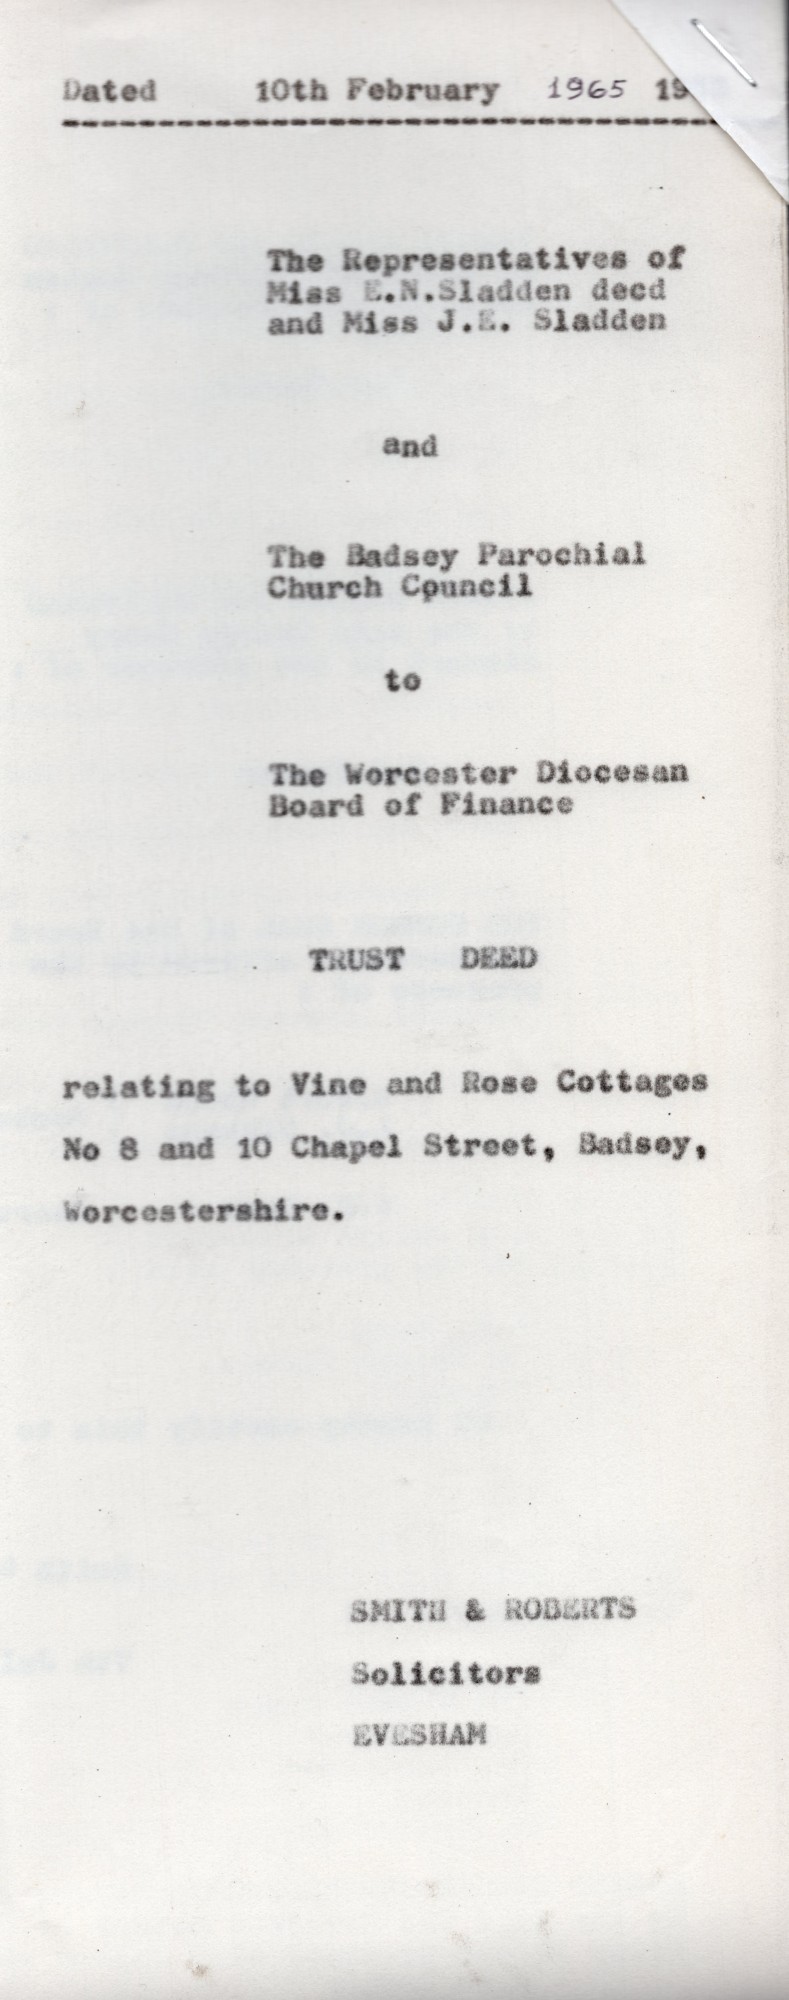 Dated 10th February 1965 19
The Representatives of
Miss E.N.Sladden decd
and Miss J.E. Sladden
and
The Badsey Parochial
Church Council
to
The Worcester Diocesan
Board of Finance
TRUST DEED
relating to Vine and Rose Cottages
No 8 and 10 Chapel Street, Badsey,
Worcestershire.
SMITH & ROBERTS
Solicitors
EVESHAM